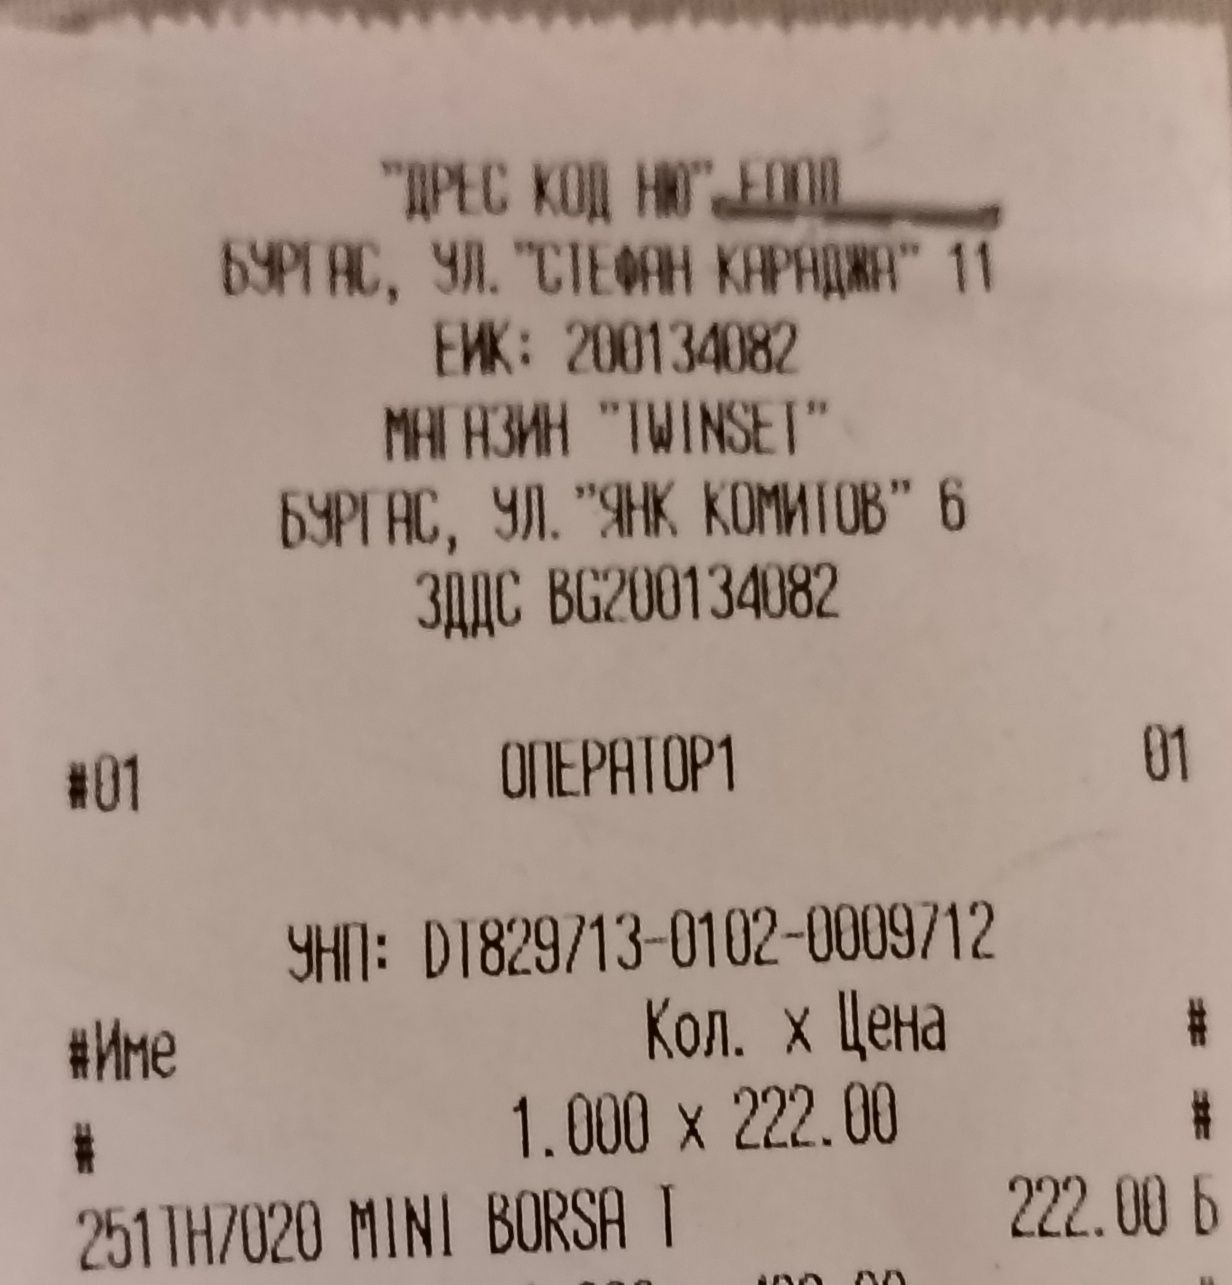 "ДРЕС КОД НЮ" ЕООД
БУРГАС, УЛ."СТЕФАН КАРАДЖА" 11
ЕИК: 200134082
МАГАЗИН "TWINSET"
БУРГАС, УЛ."ЯНК КОМИТОВ" 6
ЗДДС BG200134082
#01 ОПЕРАТОР1 01
УНП: DT829713-0102-0009712
#Име Кол. x Цена #
# 1.000 x 222.00 #
251TH7020 MINI BORSA T 222.00 Б